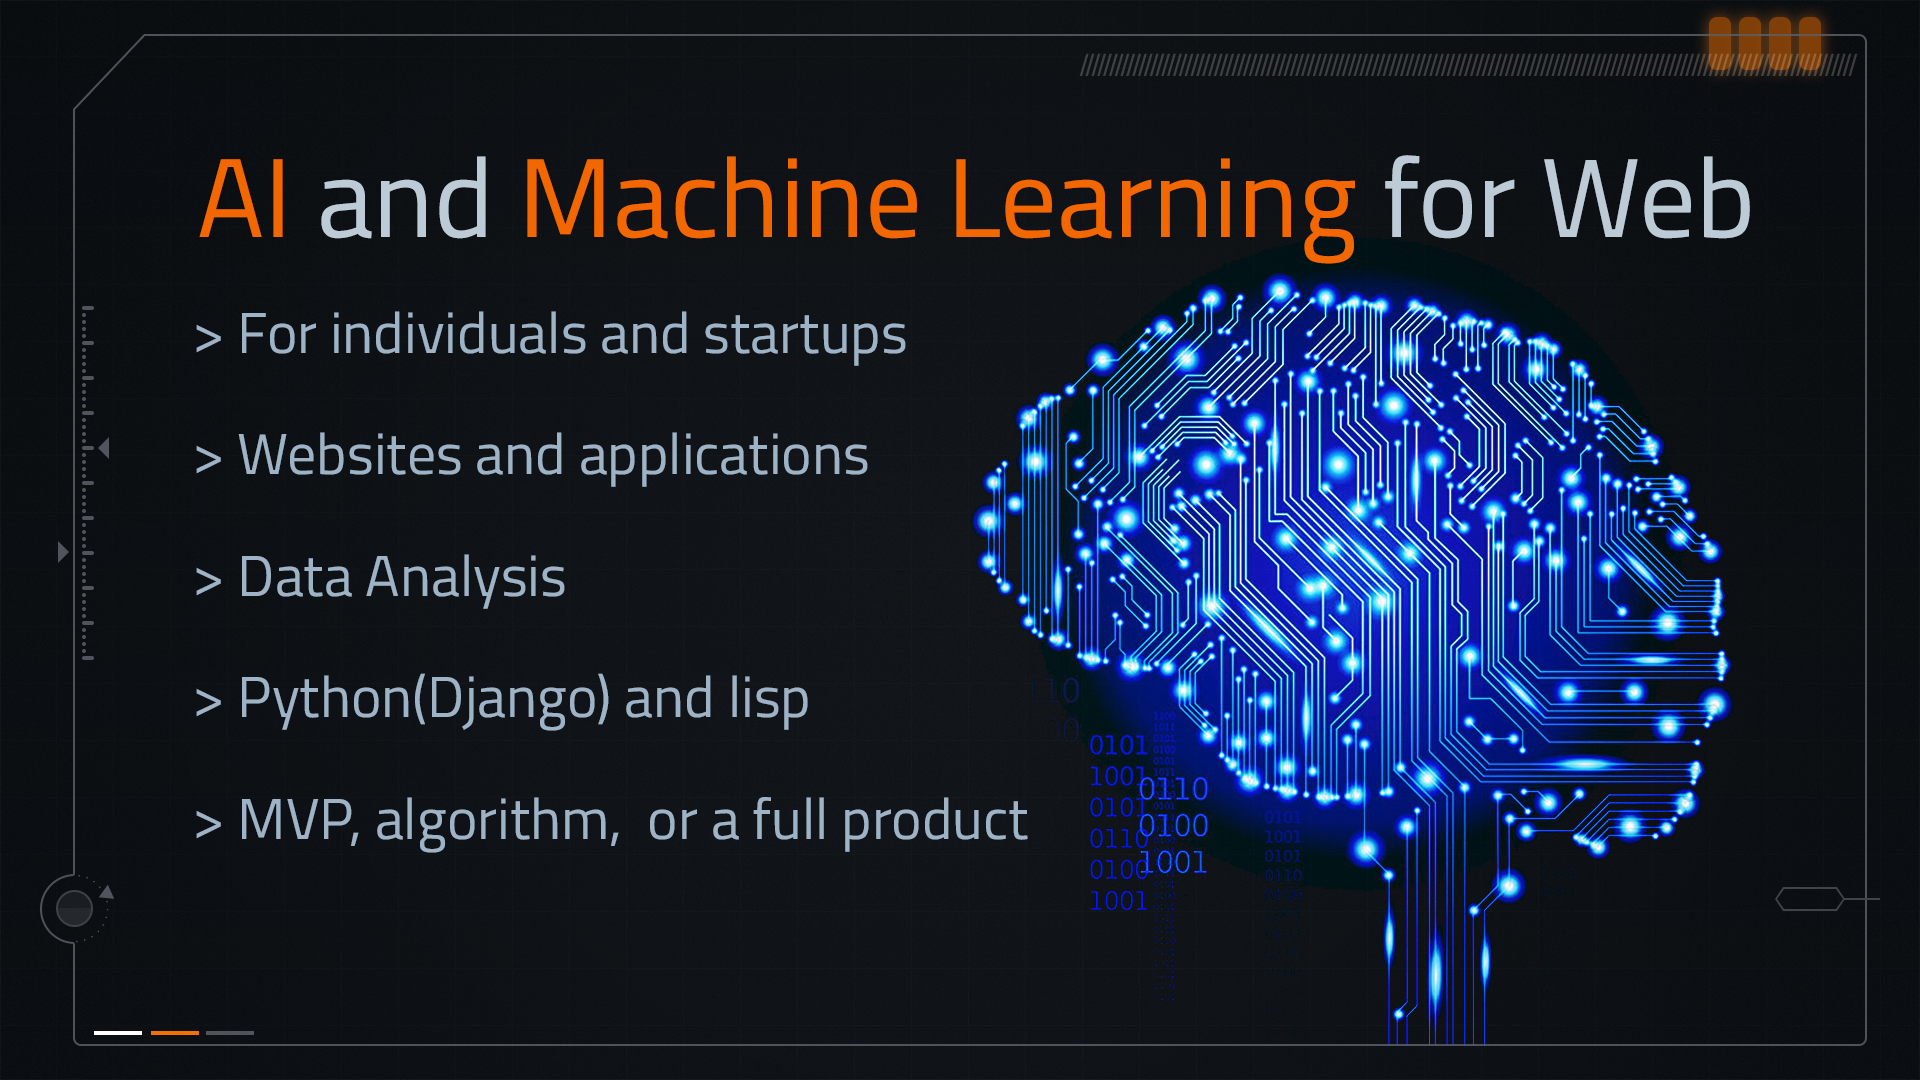 AI and Machine Learning for Web
> For individuals and startups
> Websites and applications
> Data Analysis
> Python(Django) and lisp
> MVP, algorithm,  or a full product
0101
1001
0101
0110
0100
1001
0110
0100
1001